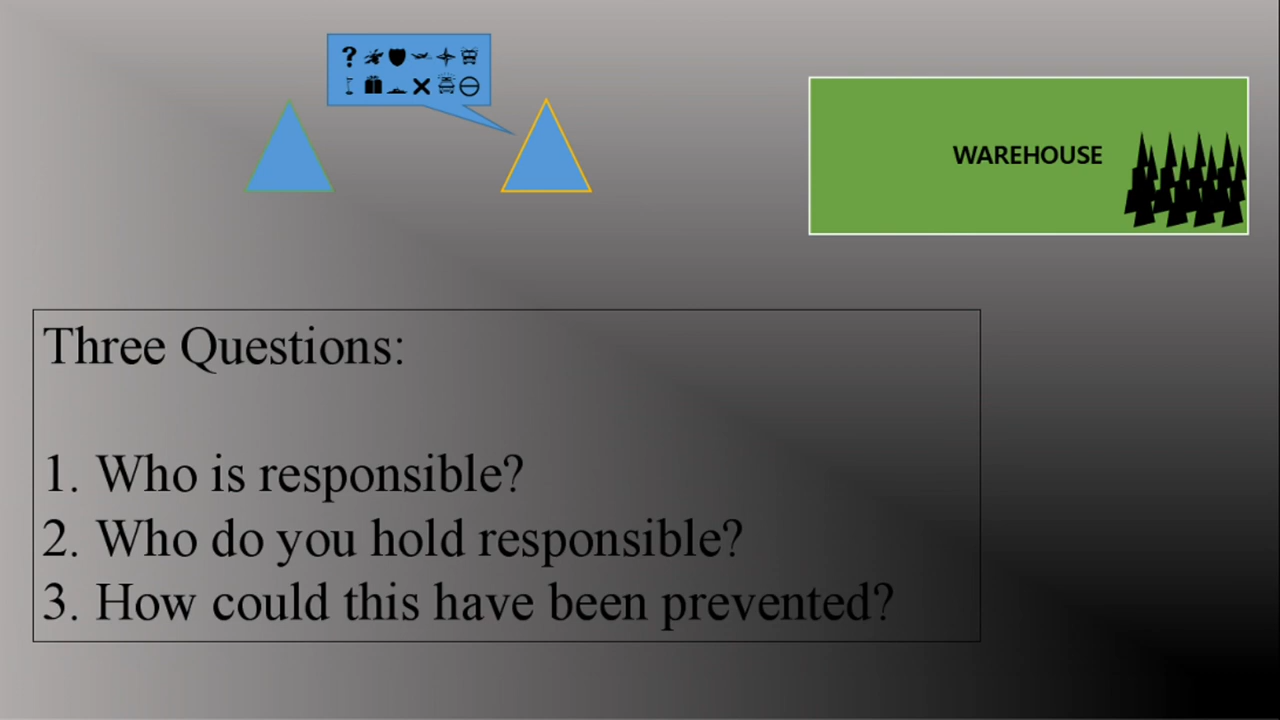 WAREHOUSE
Three Questions:
1. Who is responsible?
2. Who do you hold responsible?
3. How could this have been prevented?